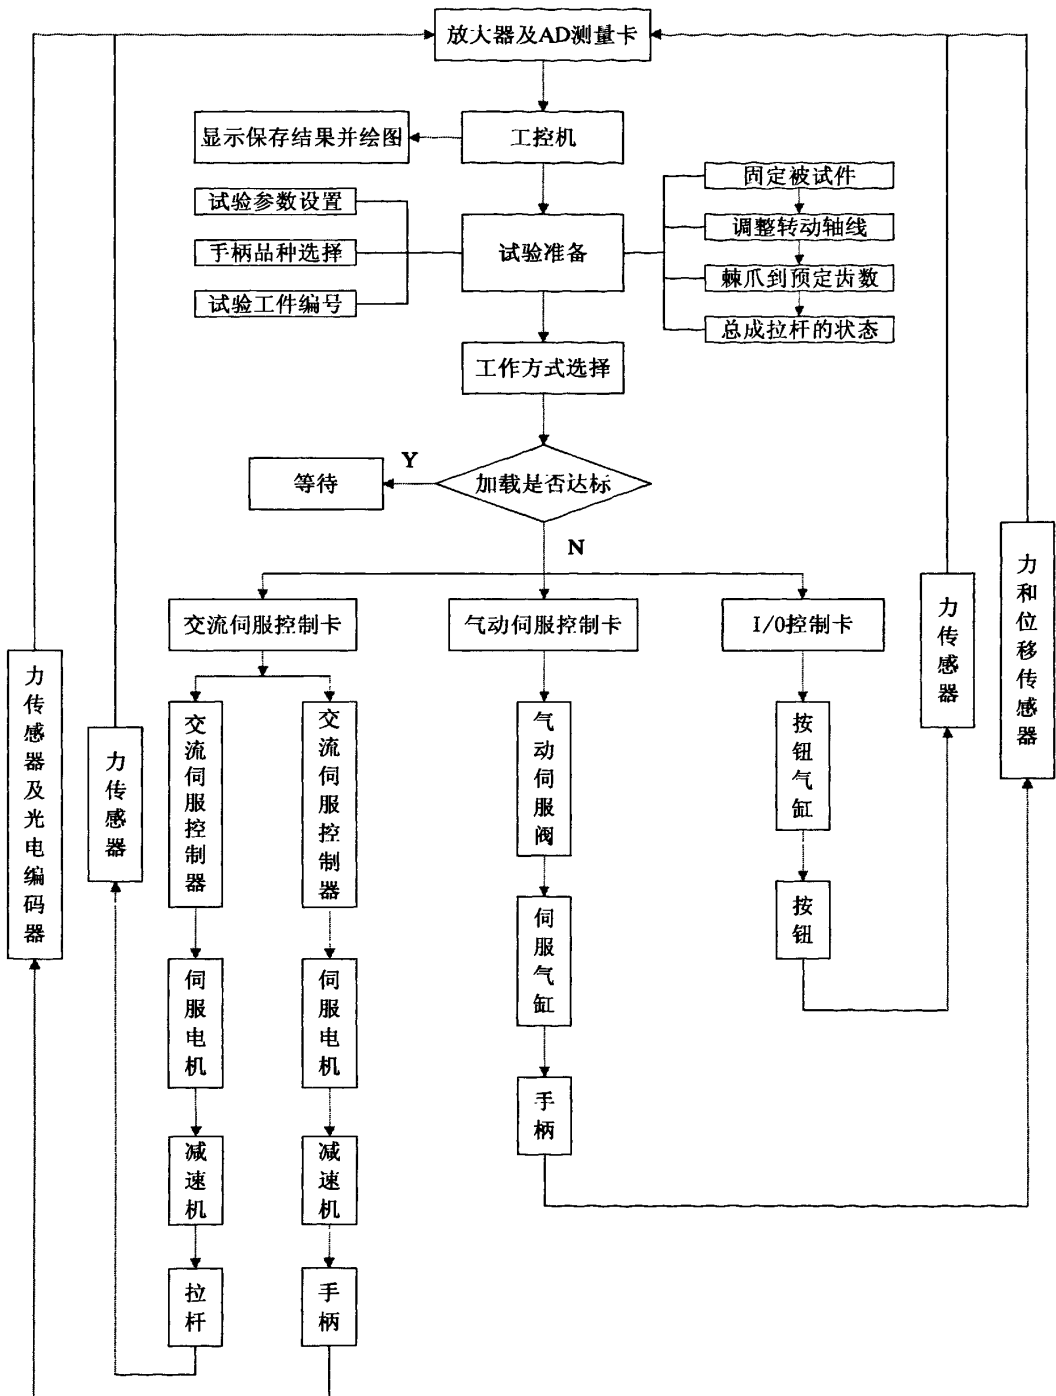 放大器及AD测量卡
显示保存结果并绘图
工控机
试验参数设置
手柄品种选择
试验工件编号
试验准备
固定被试件
调整转动轴线
棘爪到预定齿数
总成拉杆的状态
工作方式选择
等待
Y
加载是否达标
N
交流伺服控制卡
气动伺服控制卡
I/O控制卡
力传感器及光电编码器
力传感器
交流伺服控制器
交流伺服控制器
气动伺服阀
按钮气缸
力传感器
力和位移传感器
伺服电机
伺服电机
伺服气缸
按钮
减速机
减速机
手柄
拉杆
手柄